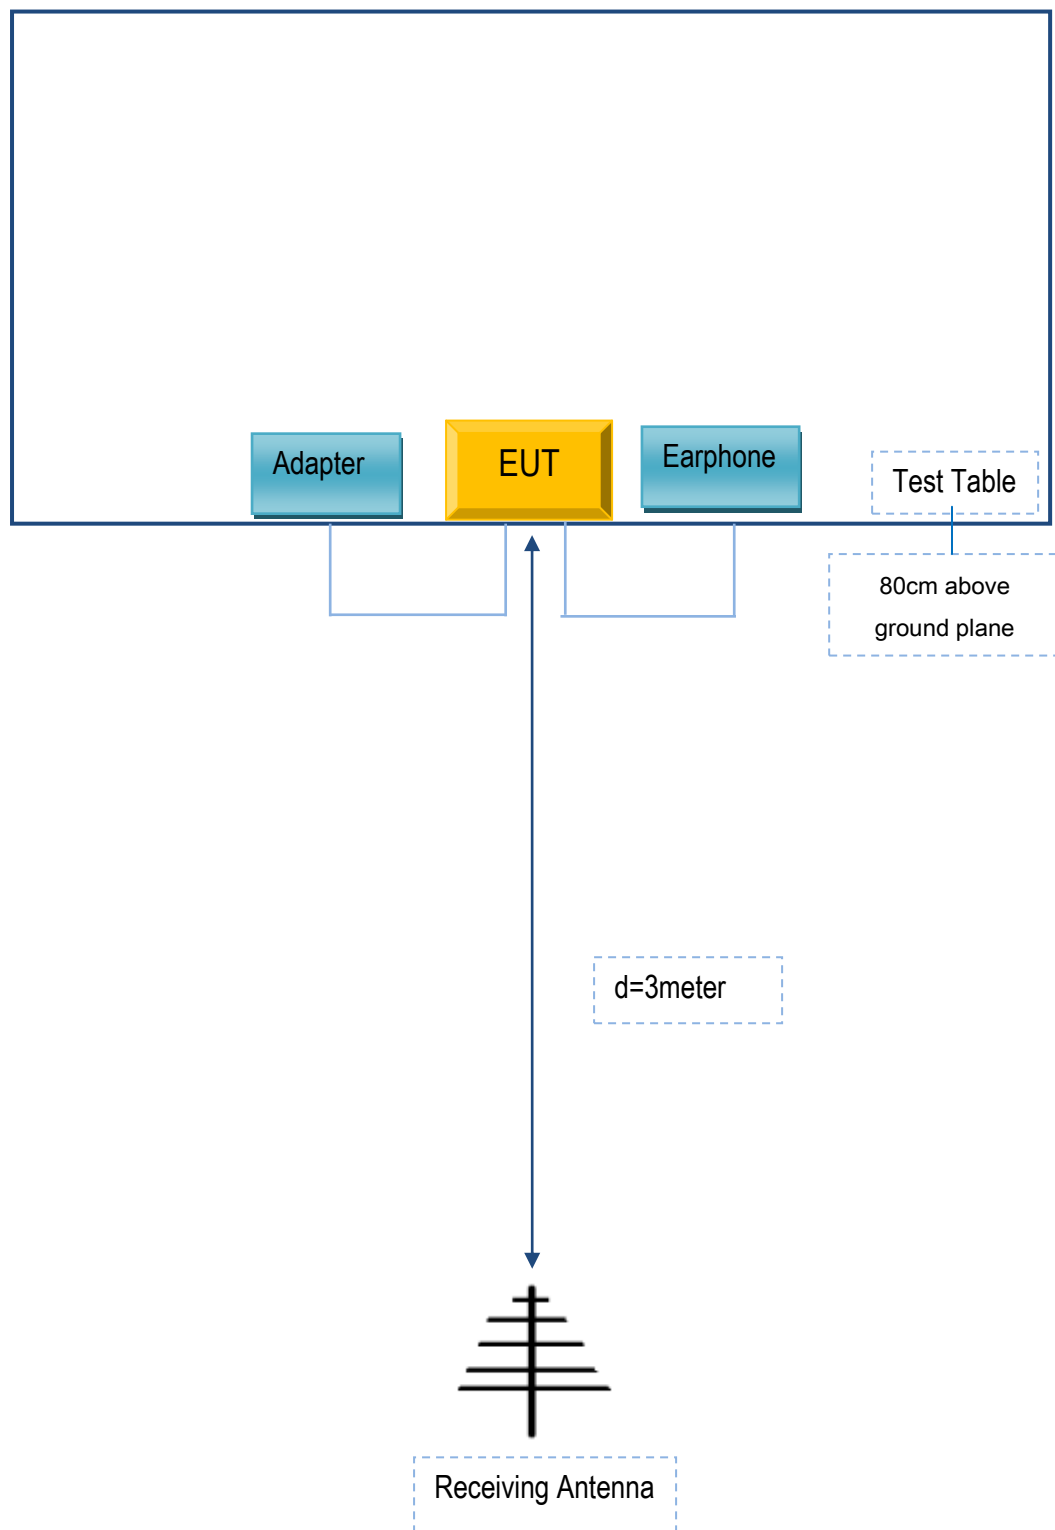 Adapter
EUT
Earphone
Test Table
80cm above
ground plane
d=3meter
Receiving Antenna